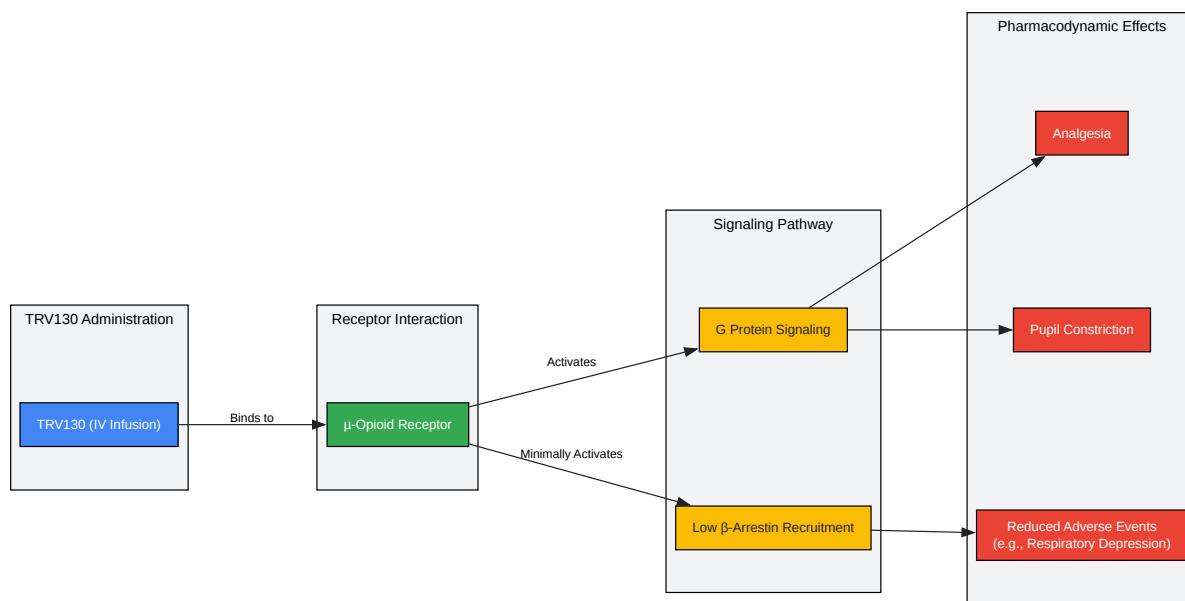 Pharmacodynamic Effects
Analgesia
Signaling Pathway
TRV130 Administration
Receptor Interaction
G Protein Signaling
Pupil Constriction
Activates
TRV130 (IV Infusion)
Binds to
µ-Opioid Receptor
Minimally Activates
Low β-Arrestin Recruitment
Reduced Adverse Events
(e.g., Respiratory Depression)